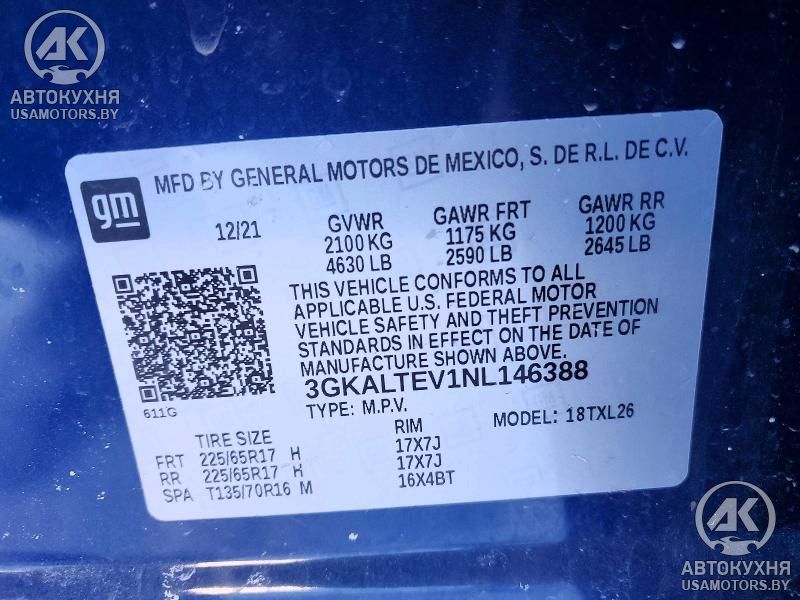 AK
АВТОКУХНЯ
USAMOTORS.BY
gm
MFD BY GENERAL MOTORS DE MEXICO, S. DE R.L. DE C.V.
12/21 GVWR GAWR FRT GAWR RR
2100 KG 1175 KG 1200 KG
4630 LB 2590 LB 2645 LB
THIS VEHICLE CONFORMS TO ALL
APPLICABLE U.S. FEDERAL MOTOR
VEHICLE SAFETY AND THEFT PREVENTION
STANDARDS IN EFFECT ON THE DATE OF
MANUFACTURE SHOWN ABOVE.
3GKALTEV1NL146388
611G
TYPE: M.P.V. MODEL: 18TXL26
TIRE SIZE RIM
FRT 225/65R17 H 17X7J
RR 225/65R17 H 17X7J
SPA T135/70R16 M 16X4BT
AK
АВТОКУХНЯ
USAMOTORS.BY